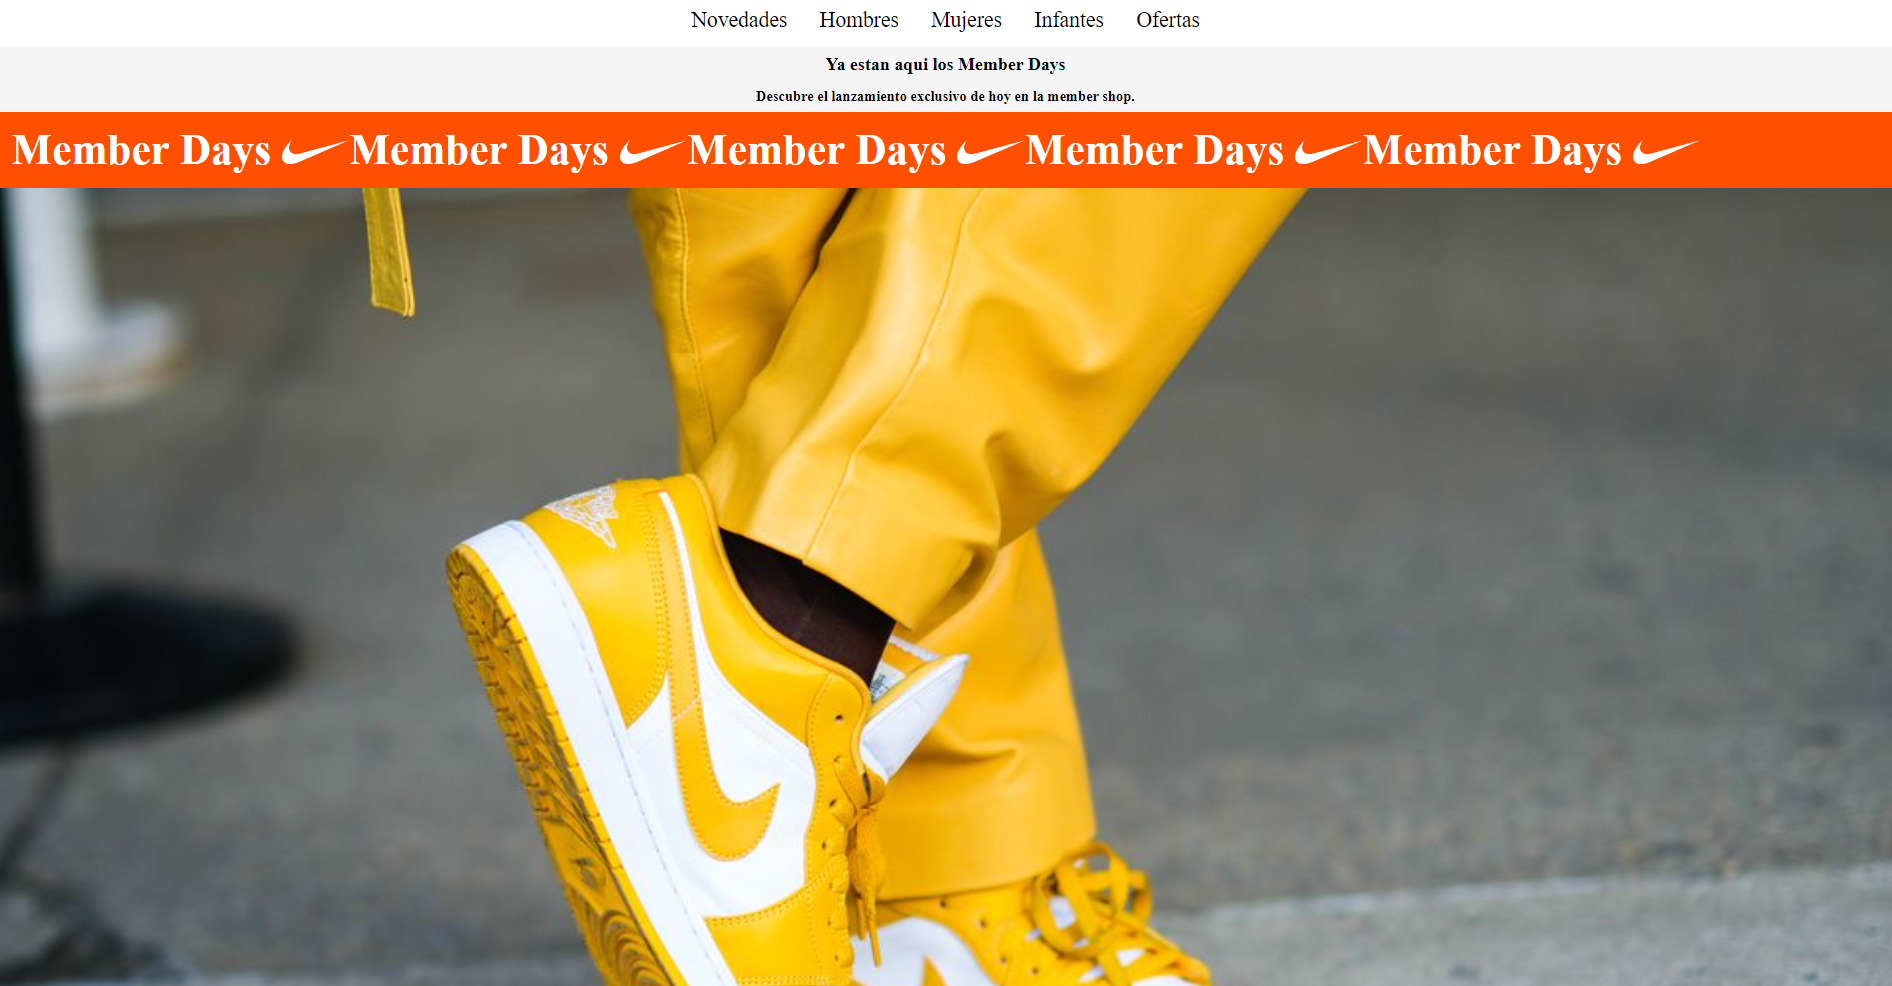 Novedades Hombres Mujeres Infantes Ofertas
Ya estan aqui los Member Days
Descubre el lanzamiento exclusivo de hoy en la member shop.
Member Days Member Days Member Days Member Days Member Days